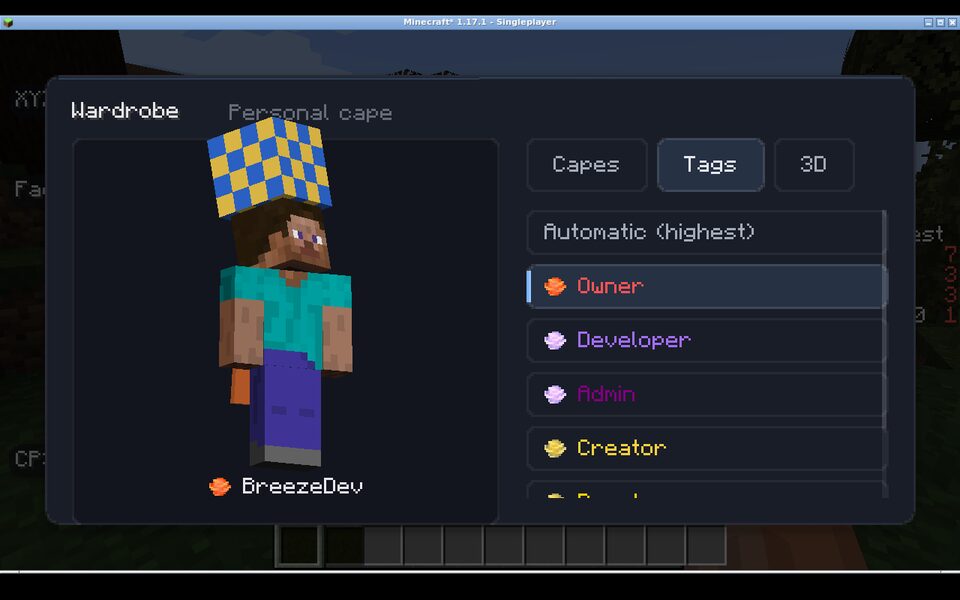 Minecraft* 1.17.1 - Singleplayer
Wardrobe
Personal cape
Capes
Tags
3D
Automatic (highest)
Owner
Developer
Admin
Creator
BreezeDev